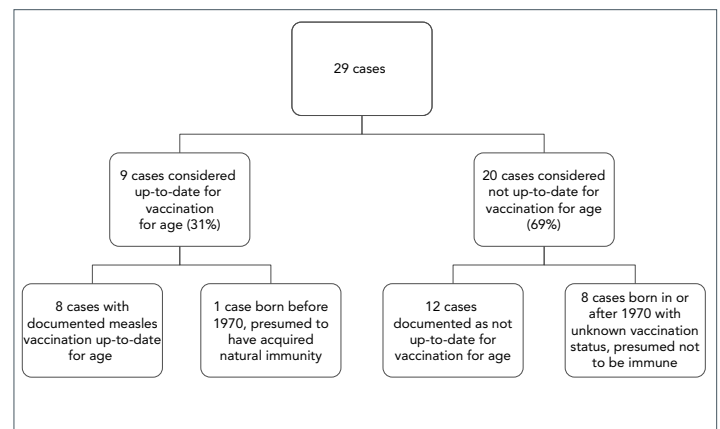 29 cases
9 cases considered
up-to-date for
vaccination
for age (31%)
20 cases considered
not up-to-date for
vaccination for age
(69%)
8 cases with
documented measles
vaccination up-to-date
for age
1 case born before
1970, presumed to
have acquired
natural immunity
12 cases
documented as not
up-to-date for
vaccination for age
8 cases born in or
after 1970 with
unknown vaccination
status, presumed not
to be immune